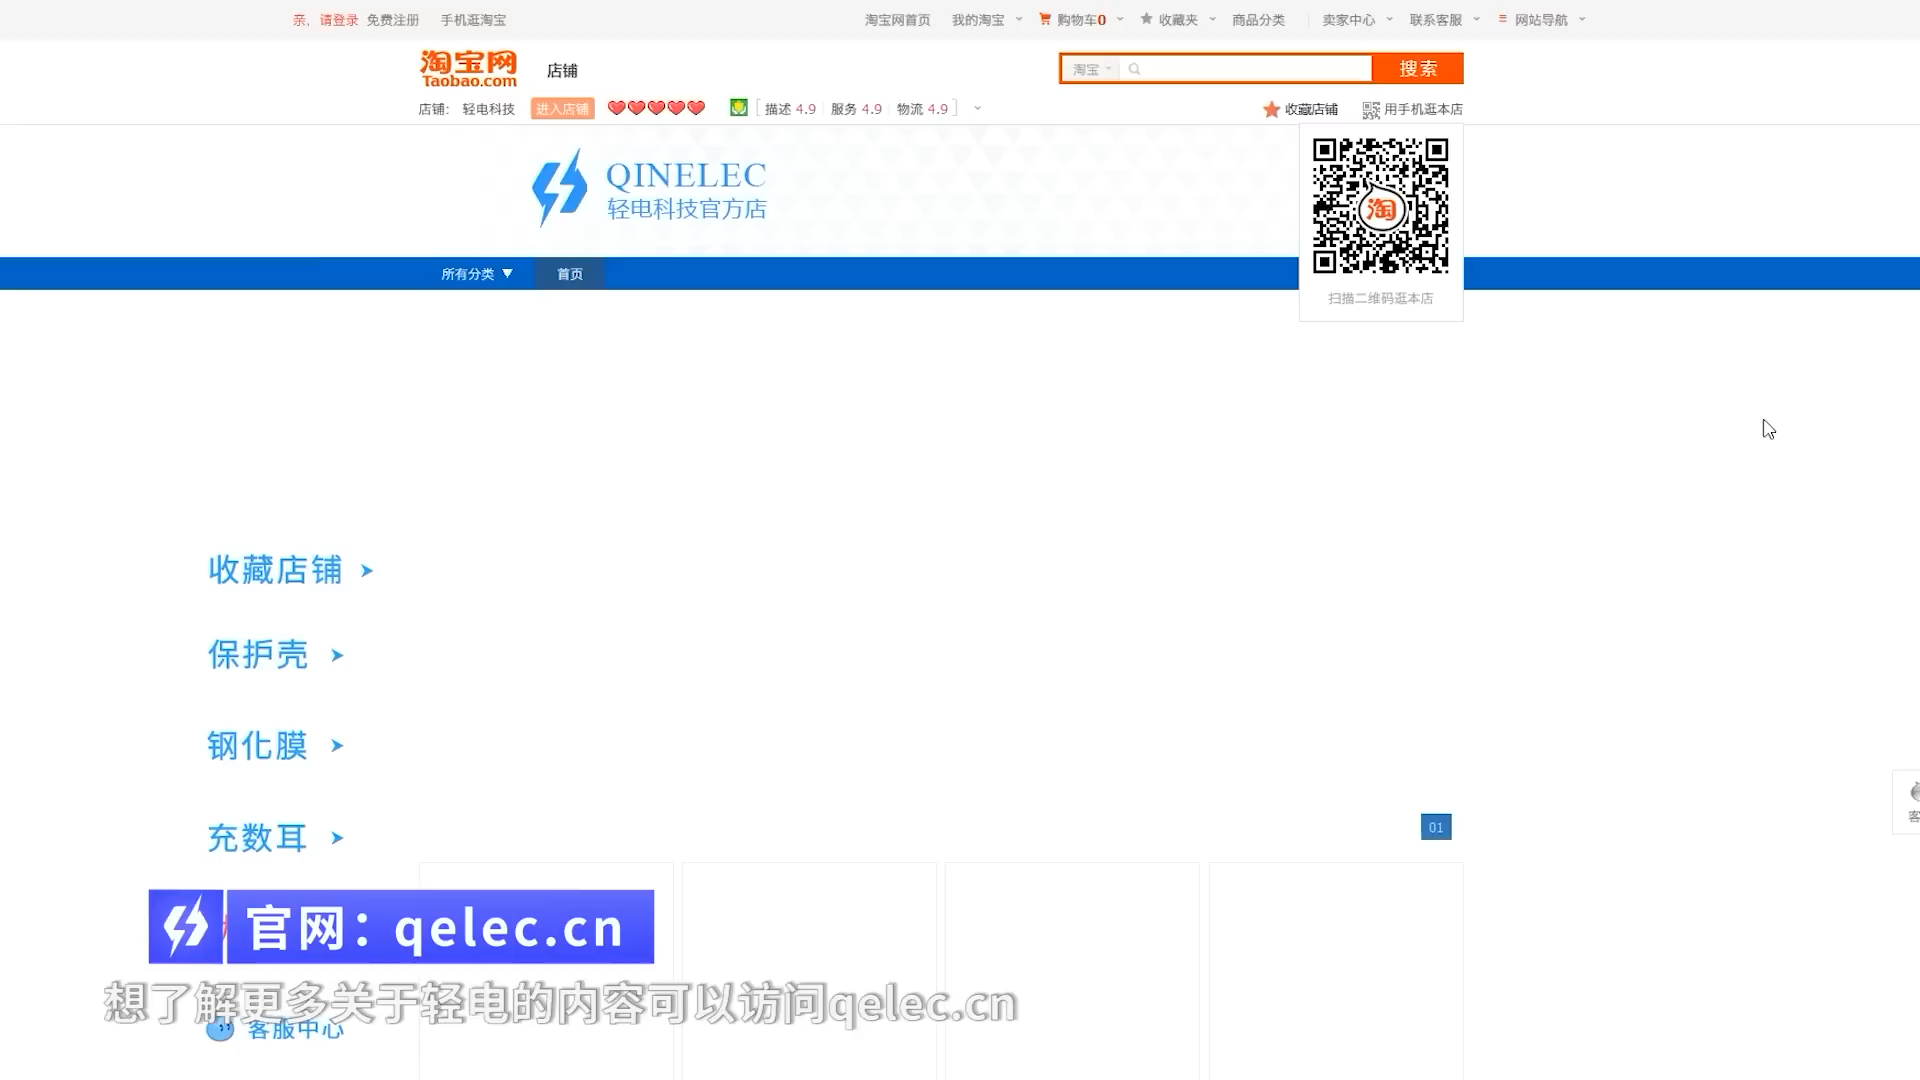 亲，请登录 免费注册 手机逛淘宝 淘宝网首页 我的淘宝 购物车0 收藏夹 商品分类 卖家中心 联系客服 网站导航
淘宝网
Taobao.com
店铺
淘宝
搜索
店铺： 轻电科技 进入店铺 描述 4.9 服务 4.9 物流 4.9 收藏店铺 用手机逛本店
QINELEC
轻电科技官方店
淘
所有分类 首页
扫描二维码逛本店
收藏店铺
保护壳
钢化膜
充数耳
01
客
官网：qelec.cn
想了解更多关于轻电的内容可以访问qelec.cn
客服中心